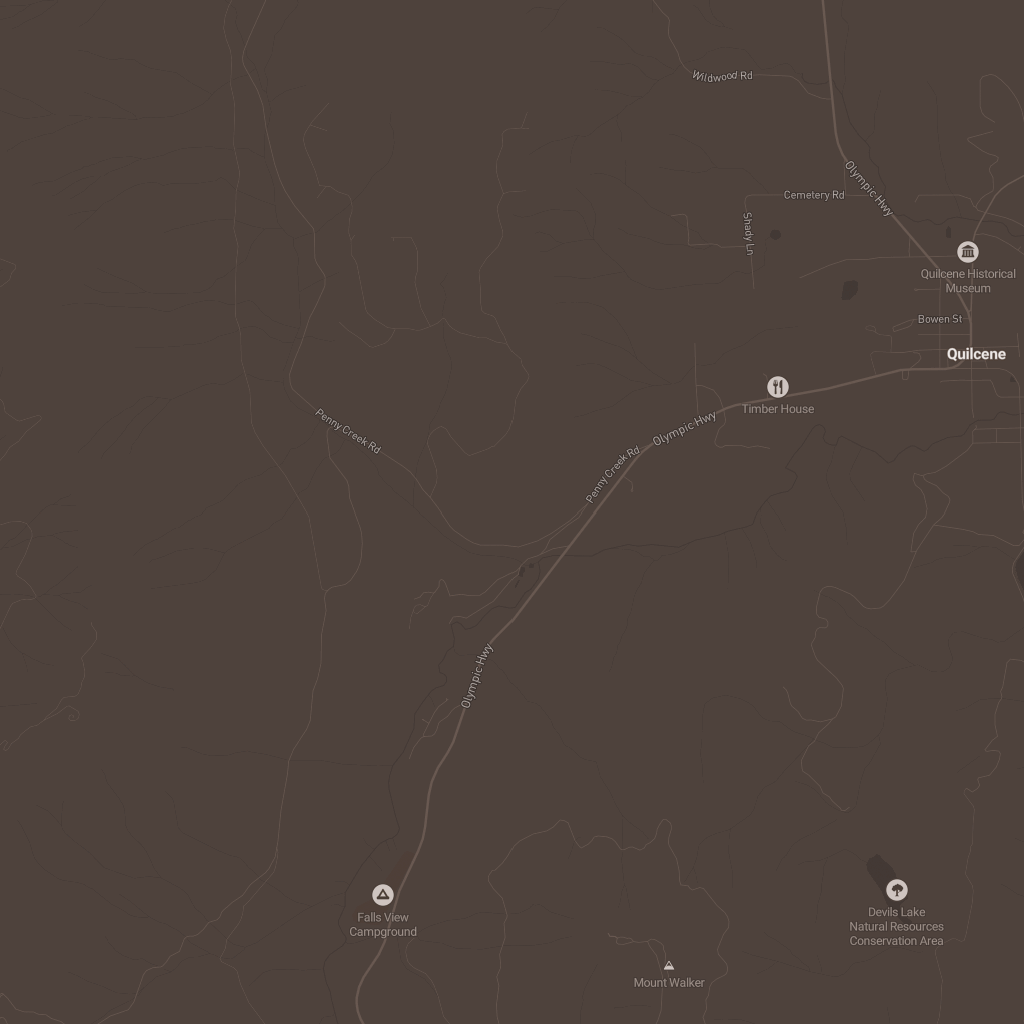 Wildwood Rd
Olympic Hwy
Cemetery Rd
Shady Ln
Quilcene Historical
Museum
Bowen St
Quilcene
Timber House
Olympic Hwy
Penny Creek Rd
Penny Creek Rd
Olympic Hwy
Falls View
Campground
Devils Lake
Natural Resources
Conservation Area
Mount Walker